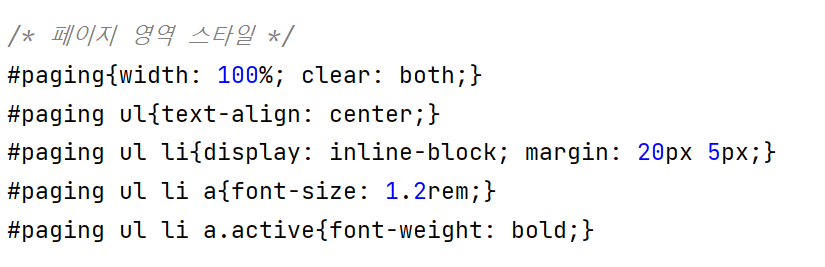 /* 페이지 영역 스타일 */
#paging{width: 100%; clear: both;}
#paging ul{text-align: center;}
#paging ul li{display: inline-block; margin: 20px 5px;}
#paging ul li a{font-size: 1.2rem;}
#paging ul li a.active{font-weight: bold;}